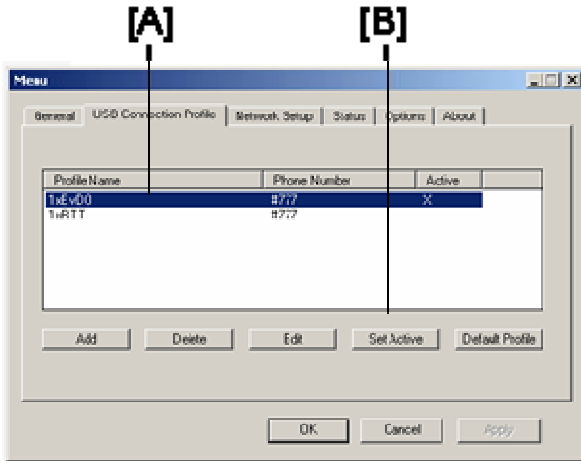 [A] [B]
Menu
General USB Connection Profile Network Setup Status Options About
Profile Name Phone Number Active
1xEvDO #777 X
1xRTT #777
Add Delete Edit Set Active Default Profile
OK Cancel Apply